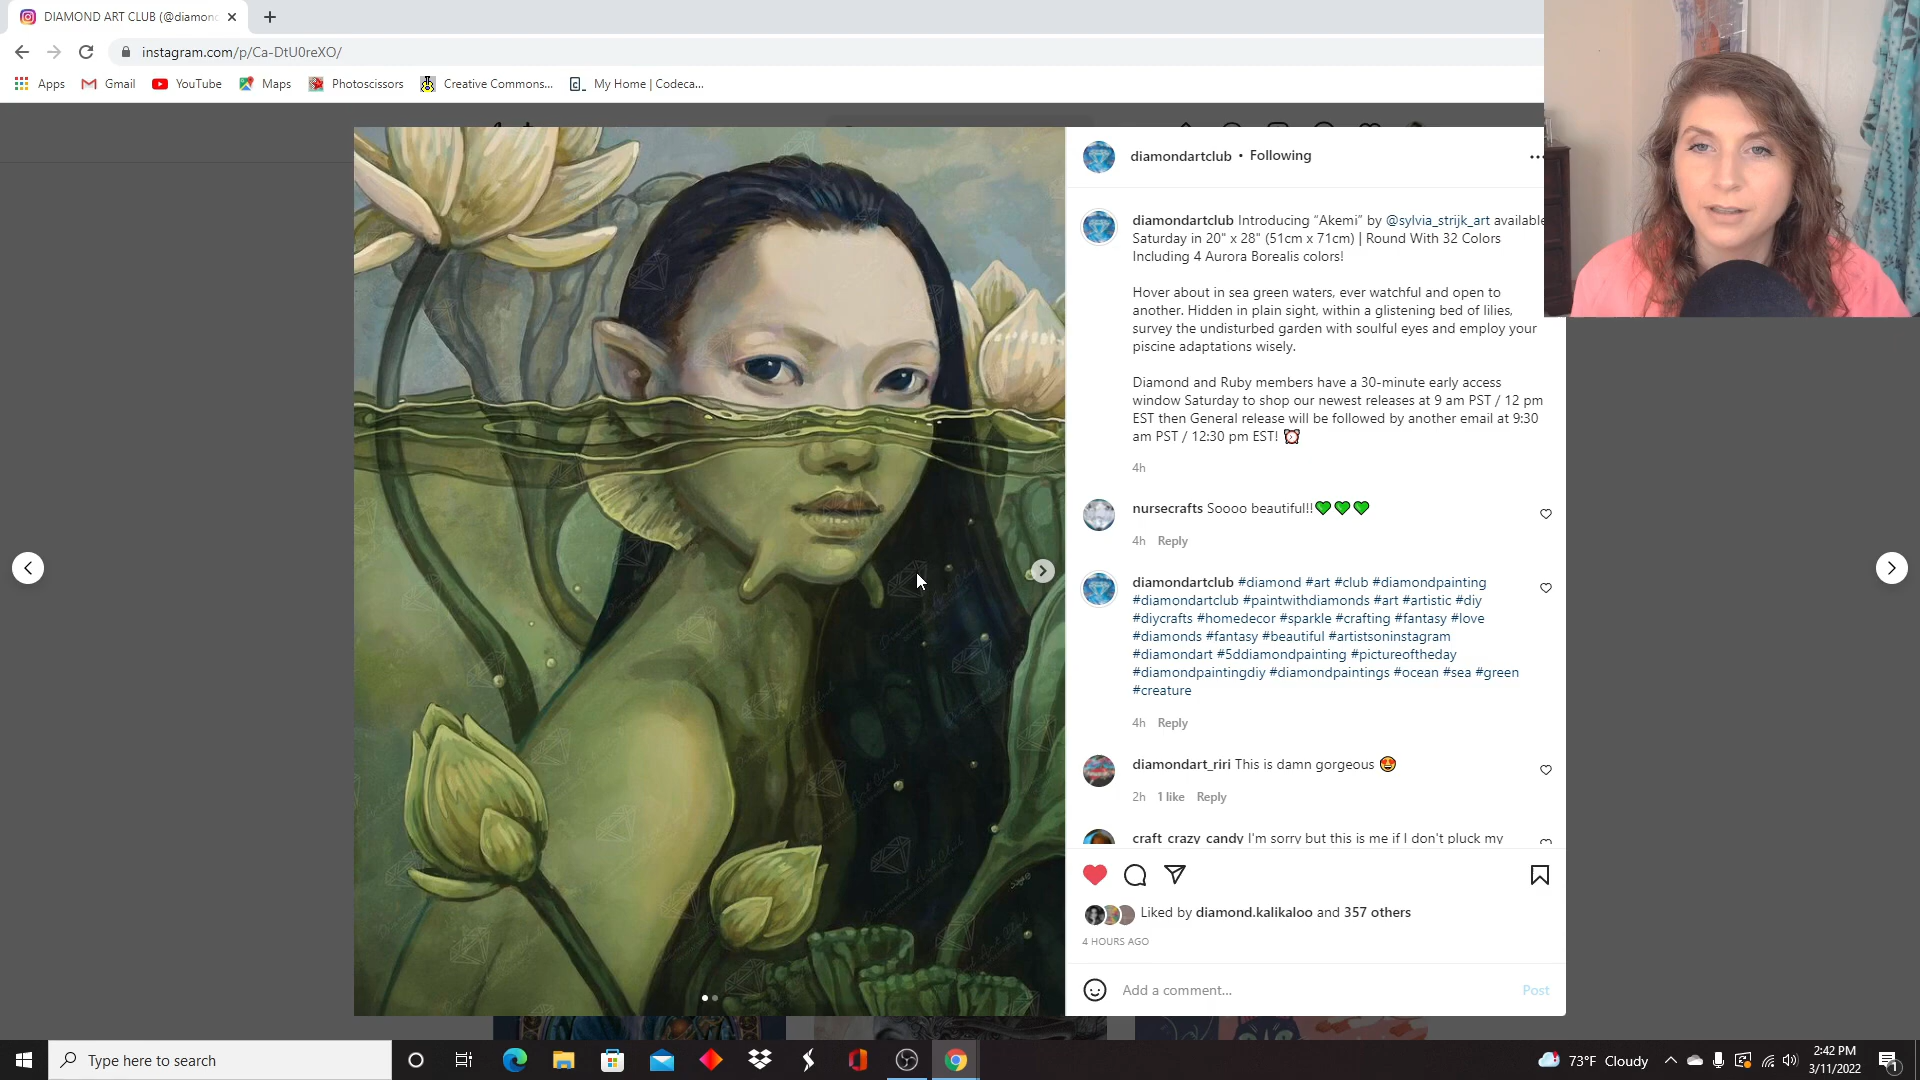 DIAMOND ART CLUB (@diamon
instagram.com/p/Ca-DtU0reXO/
Apps
Gmail
YouTube
Maps
Photoscissors
Creative Commons...
My Home | Codeca...
diamondartclub • Following
diamondartclub Introducing “Akemi” by @sylvia_strijk_art available
Saturday in 20" x 28" (51cm x 71cm) | Round With 32 Colors
Including 4 Aurora Borealis colors!
Hover about in sea green waters, ever watchful and open to
another. Hidden in plain sight, within a glistening bed of lilies,
survey the undisturbed garden with soulful eyes and employ your
piscine adaptations wisely.
Diamond and Ruby members have a 30-minute early access
window Saturday to shop our newest releases at 9 am PST / 12 pm
EST then General release will be followed by another email at 9:30
am PST / 12:30 pm EST! ⏰
4h
nursecrafts Soooo beautiful!!💚💚💚
4h Reply
diamondartclub #diamond #art #club #diamondpainting
#diamondartclub #paintwithdiamonds #art #artistic #diy
#diycrafts #homedecor #sparkle #crafting #fantasy #love
#diamonds #fantasy #beautiful #artistsoninstagram
#diamondart #5ddiamondpainting #pictureoftheday
#diamondpaintingdiy #diamondpaintings #ocean #sea #green
#creature
4h Reply
diamondart_riri This is damn gorgeous 🤩
2h 1 like Reply
craft_crazy_candy I'm sorry but this is me if I don't pluck my
Liked by diamond.kalikaloo and 357 others
4 HOURS AGO
Add a comment...
Post
Type here to search
73°F Cloudy
2:42 PM
3/11/2022
1